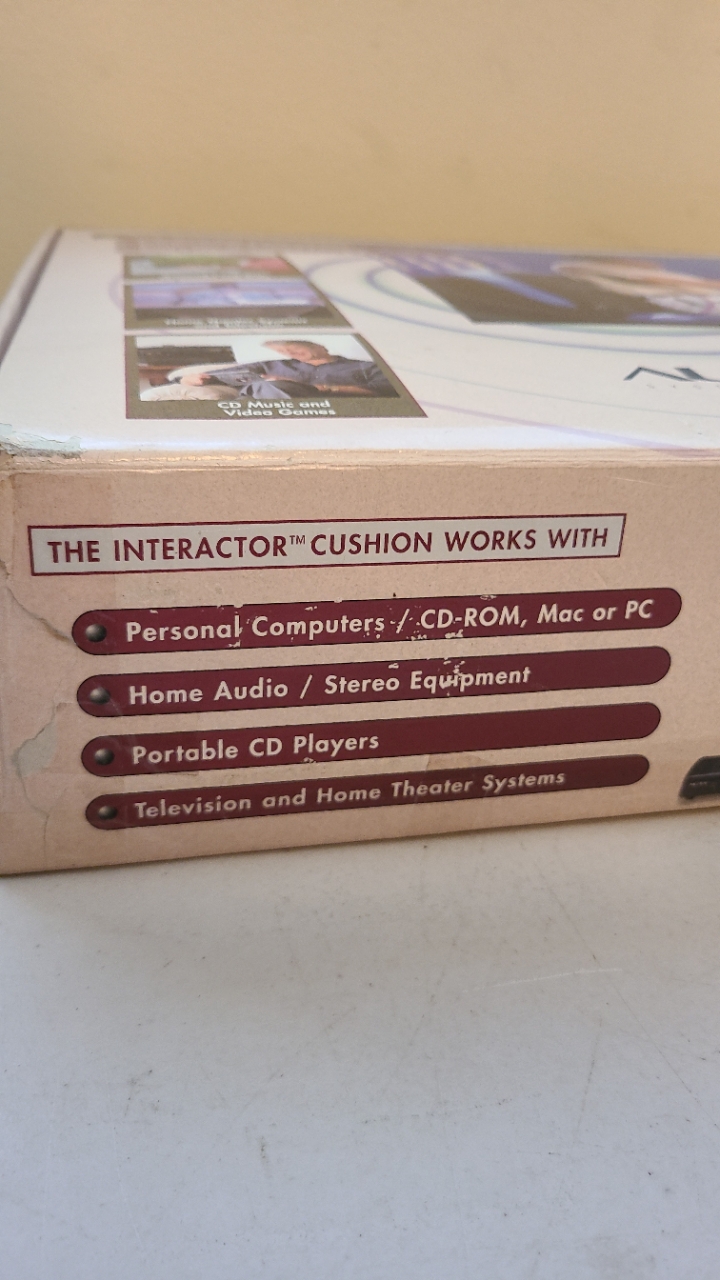 CD Music and
Video Games
THE INTERACTOR™ CUSHION WORKS WITH
Personal Computers / CD-ROM, Mac or PC
Home Audio / Stereo Equipment
Portable CD Players
Television and Home Theater Systems